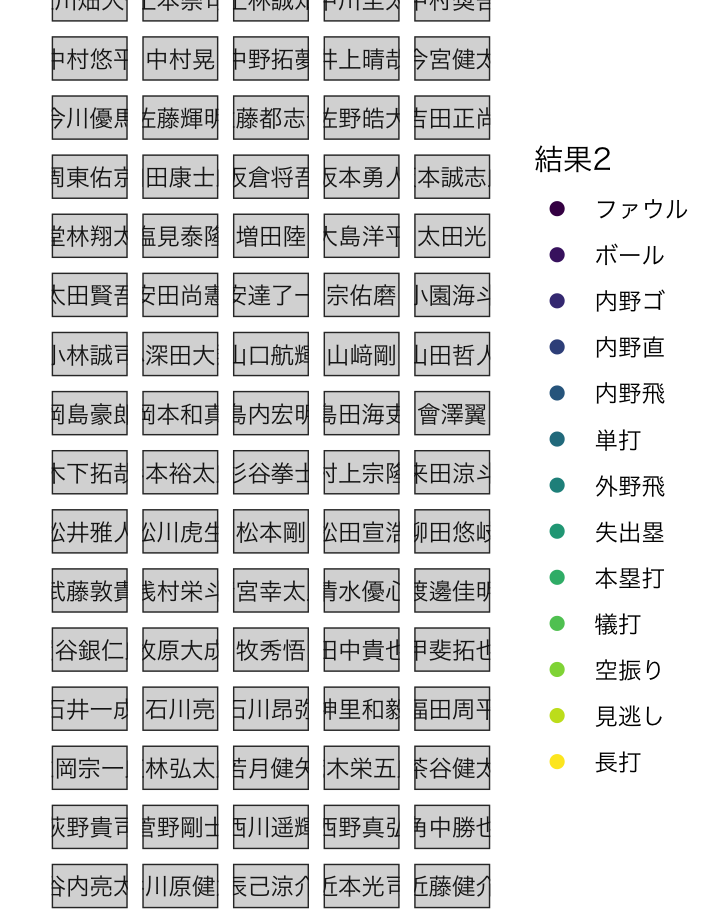 中村悠平 中村晃 中野拓夢 井上晴哉 今宮健太
今川優馬 佐藤輝明 藤都志 佐野皓大 吉田正尚
周東佑京 田康士 坂倉将吾 坂本勇人 本誠志
堂林翔太 塩見泰隆 増田陸 大島洋平 太田光
太田賢吾 安田尚憲 安達了一 宗佑磨 小園海斗
小林誠司 深田大 山口航輝 山﨑剛 山田哲人
岡島豪郎 岡本和真 島内宏明 島田海吏 會澤翼
木下拓哉 本裕太 杉谷拳士 村上宗隆 来田涼斗
松井雅人 松川虎生 松本剛 松田宣浩 柳田悠岐
武藤敦貴 浅村栄斗 宮幸太 清水優心 渡邊佳明
谷銀仁 牧原大成 牧秀悟 田中貴也 甲斐拓也
石井一成 石川亮 石川昂弥 神里和毅 福田周平
岡宗一 林弘太 若月健矢 木栄五 茶谷健太
荻野貴司 菅野剛士 西川遥輝 西野真弘 角中勝也
谷内亮太 川原健 辰己涼介 近本光司 近藤健介
結果2
ファウル
ボール
内野ゴ
内野直
内野飛
単打
外野飛
失出塁
本塁打
犠打
空振り
見逃し
長打